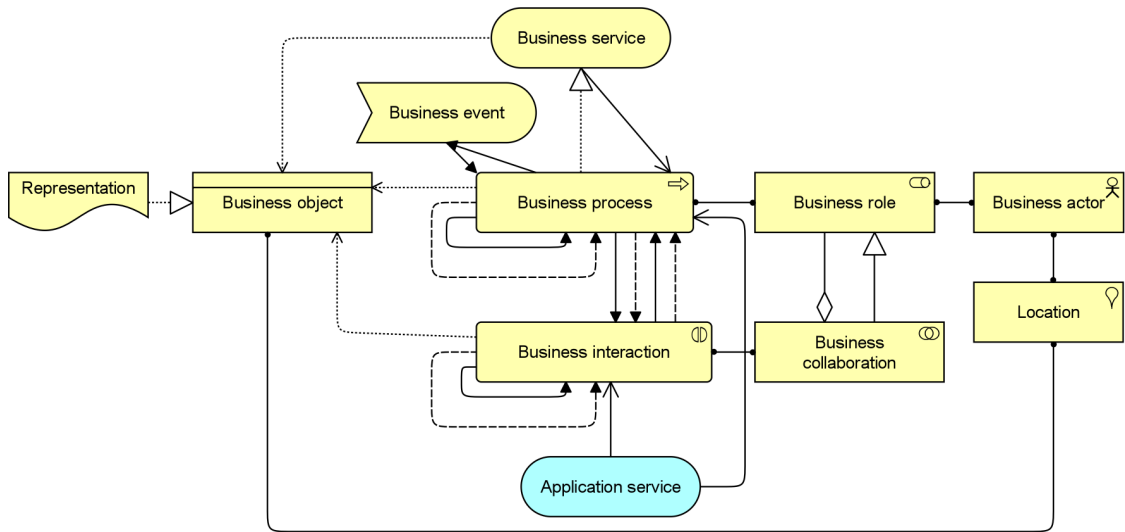 Business service
Business event
Representation
Business object
Business process
Business role
Business actor
Location
Business interaction
Business
collaboration
Application service